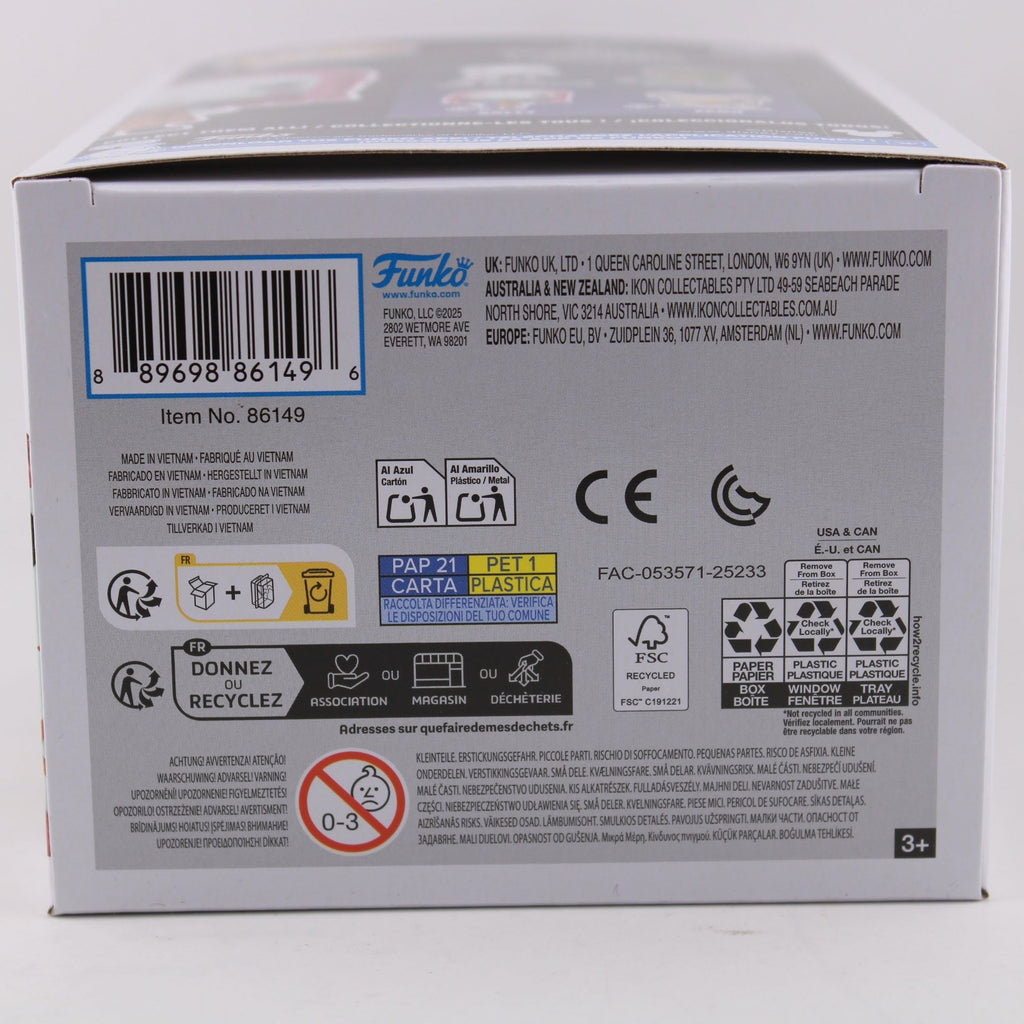 8 89698 86149 6
Item No. 86149
Funko
www.funko.com
FUNKO, LLC ©2025
2802 WETMORE AVE
EVERETT, WA 98201
UK: FUNKO UK, LTD • 1 QUEEN CAROLINE STREET, LONDON, W6 9YN (UK) • WWW.FUNKO.COM
AUSTRALIA & NEW ZEALAND: IKON COLLECTABLES PTY LTD 49-59 SEABEACH PARADE
NORTH SHORE, VIC 3214 AUSTRALIA • WWW.IKONCOLLECTABLES.COM.AU
EUROPE: FUNKO EU, BV • ZUIDPLEIN 36, 1077 XV, AMSTERDAM (NL) • WWW.FUNKO.COM
MADE IN VIETNAM • FABRIQUÉ AU VIETNAM
FABRICADO EN VIETNAM • HERGESTELLT IN VIETNAM
FABBRICATO IN VIETNAM • FABRICADO NA VIETNAM
VERVAARDIGD IN VIETNAM • PRODUCERET I VIETNAM
TILLVERKAD I VIETNAM
Al Azul
Cartón
Al Amarillo
Plástico / Metal
CE
FR
PAP 21
CARTA
PET 1
PLASTICA
RACCOLTA DIFFERENZIATA: VERIFICA
LE DISPOSIZIONI DEL TUO COMUNE
FAC-053571-25233
FSC
RECYCLED
Paper
FSC™ C191221
USA & CAN
É.-U. et CAN
Remove
From Box
Retirez
de la boîte
Remove
From Box
Retirez
de la boîte
Check
Locally*
Check
Locally*
PAPER
PAPIER
BOX
BOÎTE
PLASTIC
PLASTIQUE
WINDOW
FENÊTRE
PLASTIC
PLASTIQUE
TRAY
PLATEAU
how2recycle.info
*Not recycled in all communities.
Vérifiez localement. Pourrait ne pas
être recyclable dans votre région.
FR
DONNEZ
OU
RECYCLEZ
ASSOCIATION
OU
MAGASIN
OU
DÉCHÈTERIE
Adresses sur quefairedemesdechets.fr
ACHTUNG! AVVERTENZA! ATENÇÃO!
WAARSCHUWING! ADVARSEL! VARNING!
UPOZORNĚNÍ! UPOZORNENIE! FIGYELMEZTETÉS!
OPOZORILO! OSTRZEŻENIE! ADVARSEL! AVERTISMENT!
BRĪDINĀJUMS! HOIATUS! ĮSPĖJIMAS! ВНИМАНИЕ!
UPOZORENJE! ΠΡΟΕΙΔΟΠΟΙΗΣΗ! DİKKAT!
0-3
KLEINTEILE. ERSTICKUNGSGEFAHR. PICCOLE PARTI. RISCHIO DI SOFFOCAMENTO. PEQUENAS PARTES. RISCO DE ASFIXIA. KLEINE
ONDERDELEN. VERSTIKKINGSGEVAAR. SMÅ DELE. KVÆLNINGSFARE. SMÅ DELAR. KVÄVNINGSRISK. MALÉ ČÁSTI. NEBEZPEČÍ UDUŠENÍ.
MALÉ ČASTI. NEBEZPEČENSTVO UDUSENIA. KIS ALKATRÉSZEK. FULLADÁSVESZÉLY. MAJHNI DELI. NEVARNOST ZADUŠITVE. MAŁE
CZĘŚCI. NIEBEZPIECZEŃSTWO UDŁAWIENIA SIĘ. SMÅ DELER. KVELNINGSFARE. PIESE MICI. PERICOL DE SUFOCARE. SĪKAS DETAĻAS.
AIZRĪŠANĀS RISKS. VÄIKESED OSAD. LÄMBUMISOHT. SMULKIOS DETALĖS. PAVOJUS UŽSPRINGTI. МАЛКИ ЧАСТИ. ОПАСНОСТ ОТ
ЗАДАВЯНЕ. MALI DIJELOVI. OPASNOST OD GUŠENJA. Μικρά Μέρη. Κίνδυνος πνιγμού. KÜÇÜK PARÇALAR. BOĞULMA TEHLIKESI.
3+